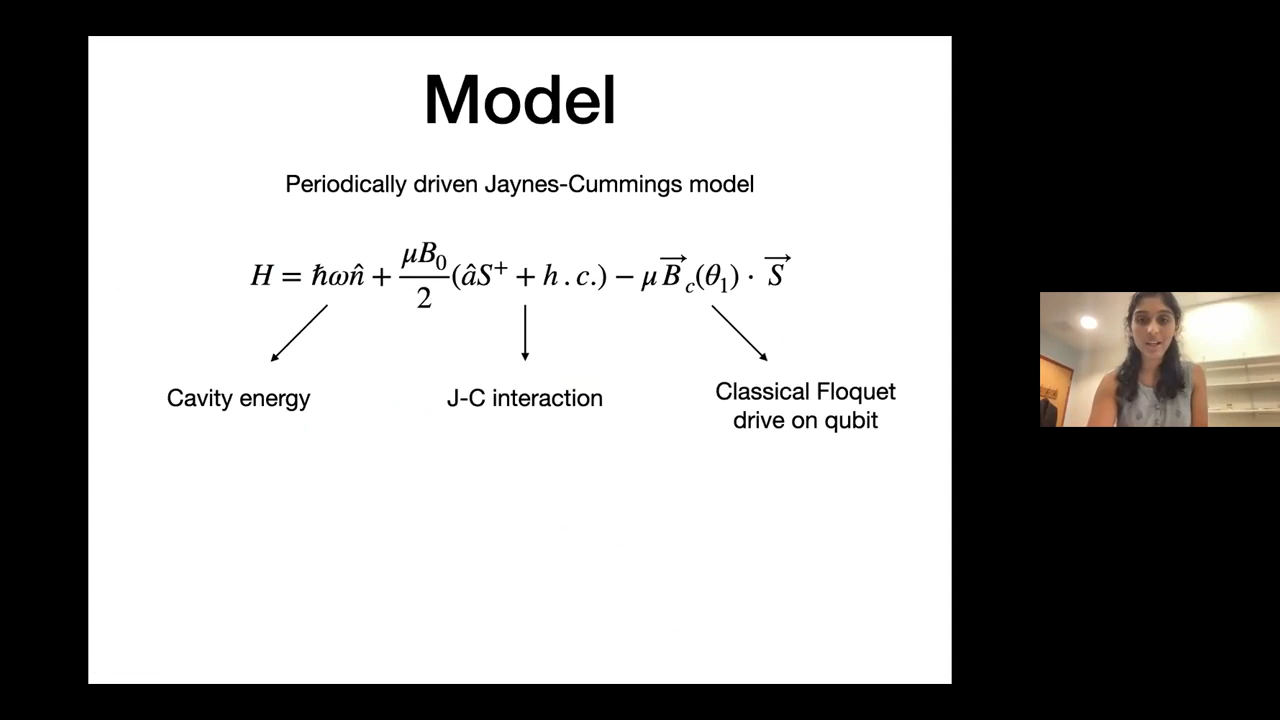 Model
Periodically driven Jaynes-Cummings model
H = ħωn̂ + μB₀/2 (âS⁺ + h.c.) − μB⃗_c(θ₁) · S⃗
Cavity energy
J-C interaction
Classical Floquet
drive on qubit